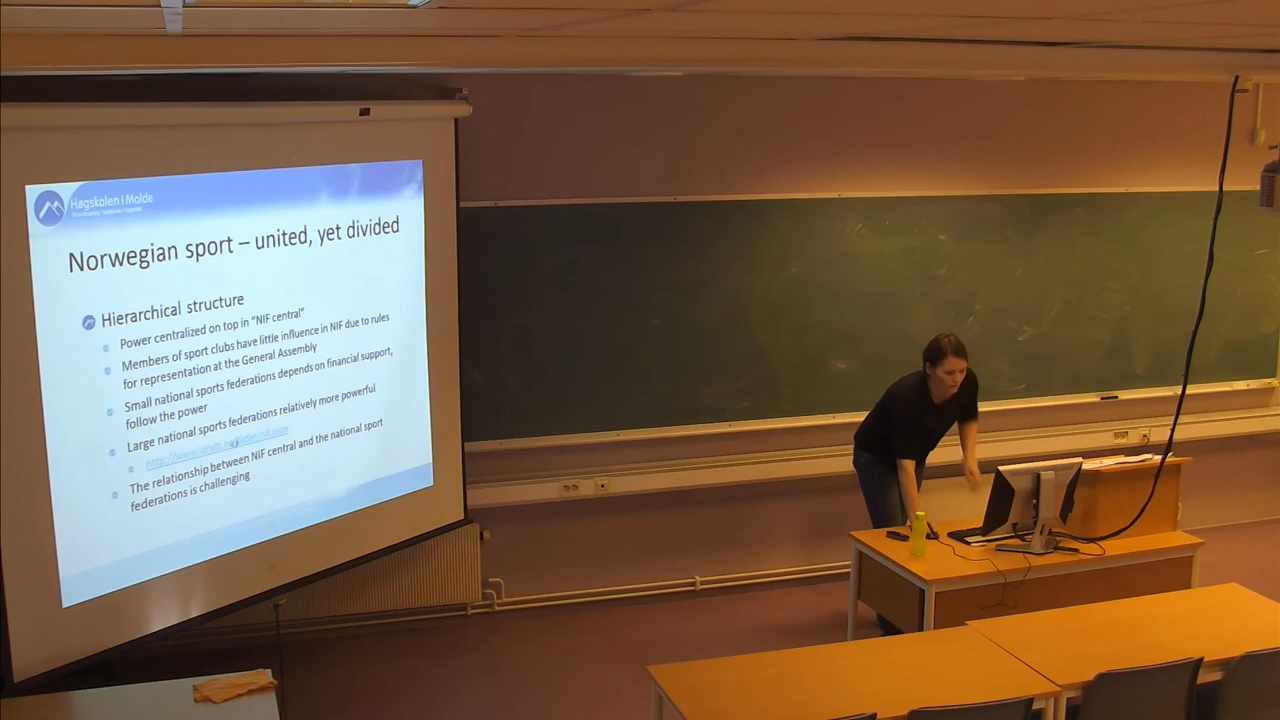 Høgskolen i Molde
Norwegian sport – united, yet divided
Hierarchical structure
Power centralized on top in "NIF central"
Members of sport clubs have little influence in NIF due to rules
for representation at the General Assembly
Small national sports federations depends on financial support,
follow the power
Large national sports federations relatively more powerful
The relationship between NIF central and the national sport
federations is challenging